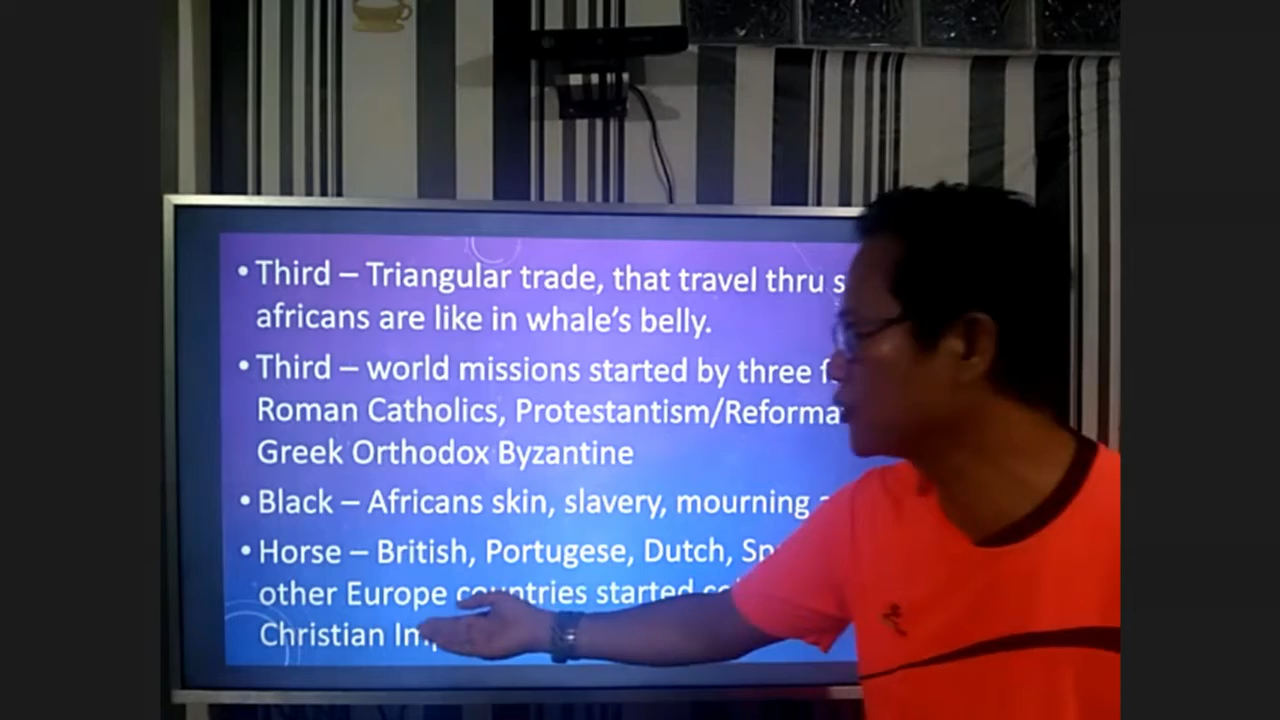 • Third – Triangular trade, that travel thru
africans are like in whale's belly.
• Third – world missions started by three
Roman Catholics, Protestantism/Reforma
Greek Orthodox Byzantine
• Black – Africans skin, slavery, mourning
• Horse – British, Portugese, Dutch,
other Europe countries started
Christian